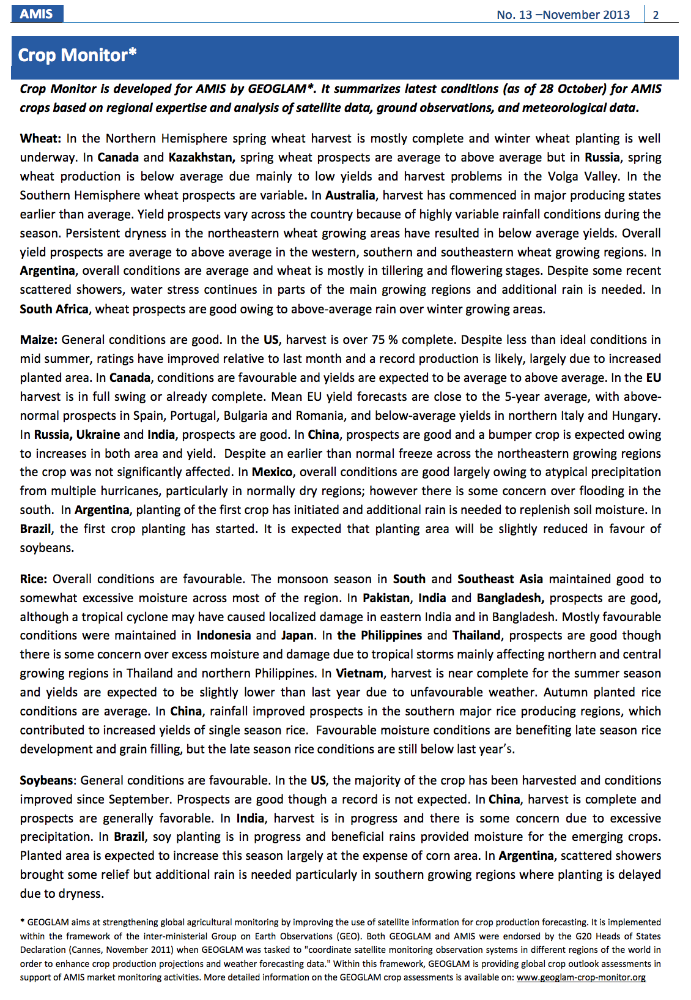 AMIS
No. 13 –November 2013 2
Crop Monitor*
Crop Monitor is developed for AMIS by GEOGLAM*. It summarizes latest conditions (as of 28 October) for AMIS
crops based on regional expertise and analysis of satellite data, ground observations, and meteorological data.
Wheat: In the Northern Hemisphere spring wheat harvest is mostly complete and winter wheat planting is well
underway. In Canada and Kazakhstan, spring wheat prospects are average to above average but in Russia, spring
wheat production is below average due mainly to low yields and harvest problems in the Volga Valley. In the
Southern Hemisphere wheat prospects are variable. In Australia, harvest has commenced in major producing states
earlier than average. Yield prospects vary across the country because of highly variable rainfall conditions during the
season. Persistent dryness in the northeastern wheat growing areas have resulted in below average yields. Overall
yield prospects are average to above average in the western, southern and southeastern wheat growing regions. In
Argentina, overall conditions are average and wheat is mostly in tillering and flowering stages. Despite some recent
scattered showers, water stress continues in parts of the main growing regions and additional rain is needed. In
South Africa, wheat prospects are good owing to above-average rain over winter growing areas.
Maize: General conditions are good. In the US, harvest is over 75 % complete. Despite less than ideal conditions in
mid summer, ratings have improved relative to last month and a record production is likely, largely due to increased
planted area. In Canada, conditions are favourable and yields are expected to be average to above average. In the EU
harvest is in full swing or already complete. Mean EU yield forecasts are close to the 5-year average, with above-
normal prospects in Spain, Portugal, Bulgaria and Romania, and below-average yields in northern Italy and Hungary.
In Russia, Ukraine and India, prospects are good. In China, prospects are good and a bumper crop is expected owing
to increases in both area and yield. Despite an earlier than normal freeze across the northeastern growing regions
the crop was not significantly affected. In Mexico, overall conditions are good largely owing to atypical precipitation
from multiple hurricanes, particularly in normally dry regions; however there is some concern over flooding in the
south. In Argentina, planting of the first crop has initiated and additional rain is needed to replenish soil moisture. In
Brazil, the first crop planting has started. It is expected that planting area will be slightly reduced in favour of
soybeans.
Rice: Overall conditions are favourable. The monsoon season in South and Southeast Asia maintained good to
somewhat excessive moisture across most of the region. In Pakistan, India and Bangladesh, prospects are good,
although a tropical cyclone may have caused localized damage in eastern India and in Bangladesh. Mostly favourable
conditions were maintained in Indonesia and Japan. In the Philippines and Thailand, prospects are good though
there is some concern over excess moisture and damage due to tropical storms mainly affecting northern and central
growing regions in Thailand and northern Philippines. In Vietnam, harvest is near complete for the summer season
and yields are expected to be slightly lower than last year due to unfavourable weather. Autumn planted rice
conditions are average. In China, rainfall improved prospects in the southern major rice producing regions, which
contributed to increased yields of single season rice. Favourable moisture conditions are benefiting late season rice
development and grain filling, but the late season rice conditions are still below last year's.
Soybeans: General conditions are favourable. In the US, the majority of the crop has been harvested and conditions
improved since September. Prospects are good though a record is not expected. In China, harvest is complete and
prospects are generally favorable. In India, harvest is in progress and there is some concern due to excessive
precipitation. In Brazil, soy planting is in progress and beneficial rains provided moisture for the emerging crops.
Planted area is expected to increase this season largely at the expense of corn area. In Argentina, scattered showers
brought some relief but additional rain is needed particularly in southern growing regions where planting is delayed
due to dryness.
* GEOGLAM aims at strengthening global agricultural monitoring by improving the use of satellite information for crop production forecasting. It is implemented
within the framework of the inter-ministerial Group on Earth Observations (GEO). Both GEOGLAM and AMIS were endorsed by the G20 Heads of States
Declaration (Cannes, November 2011) when GEOGLAM was tasked to "coordinate satellite monitoring observation systems in different regions of the world in
order to enhance crop production projections and weather forecasting data." Within this framework, GEOGLAM is providing global crop outlook assessments in
support of AMIS market monitoring activities. More detailed information on the GEOGLAM crop assessments is available on: www.geoglam-crop-monitor.org